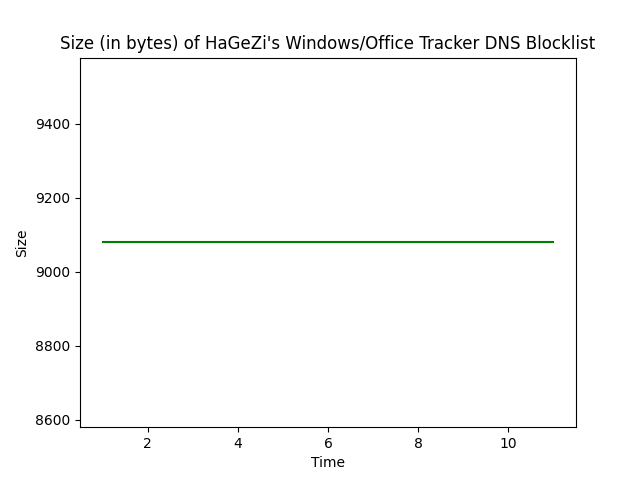 Size (in bytes) of HaGeZi's Windows/Office Tracker DNS Blocklist
9400
9200
9000
8800
8600
Size
2 4 6 8 10
Time